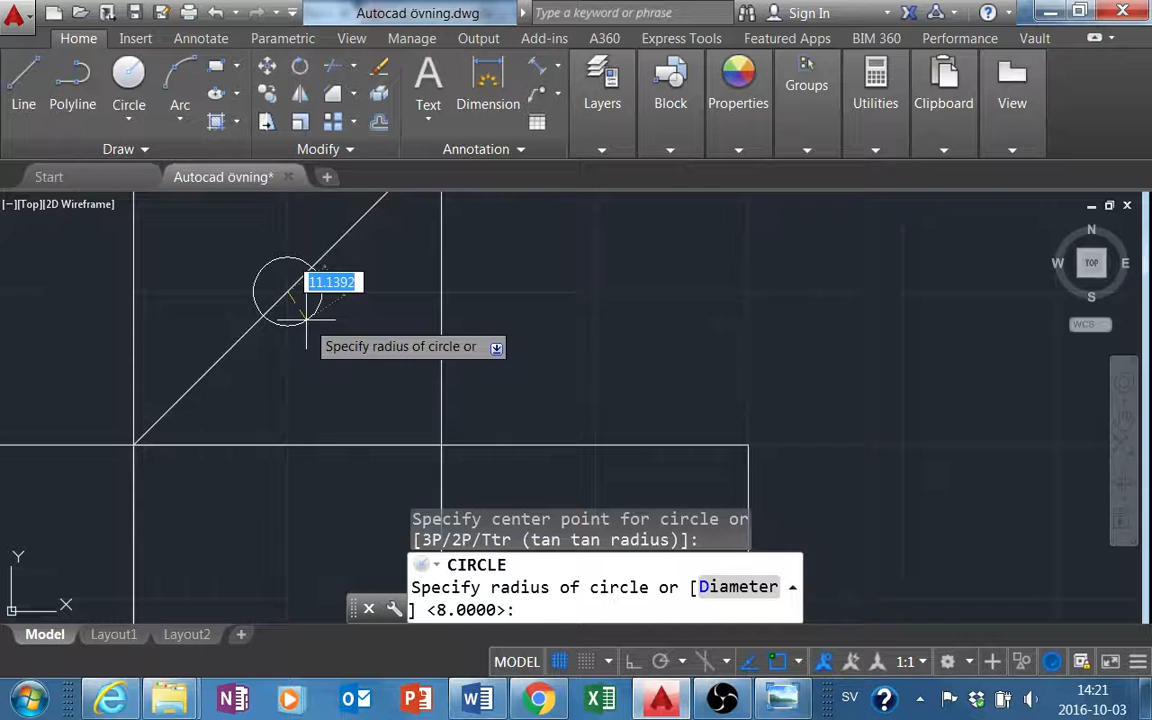 Autocad övning.dwg
Type a keyword or phrase
Sign In
Home Insert Annotate Parametric View Manage Output Add-ins A360 Express Tools Featured Apps BIM 360 Performance Vault
Line Polyline Circle Arc Text Dimension Layers Block Properties Groups Utilities Clipboard View
Draw Modify Annotation
Start Autocad övning*
[−][Top][2D Wireframe]
N
W TOP E
S
WCS
11.1392
Specify radius of circle or
Specify center point for circle or
[3P/2P/Ttr (tan tan radius)]:
CIRCLE
Specify radius of circle or [Diameter
] <8.0000>:
Y
X
Model Layout1 Layout2
MODEL 1:1
SV 14:21
2016-10-03